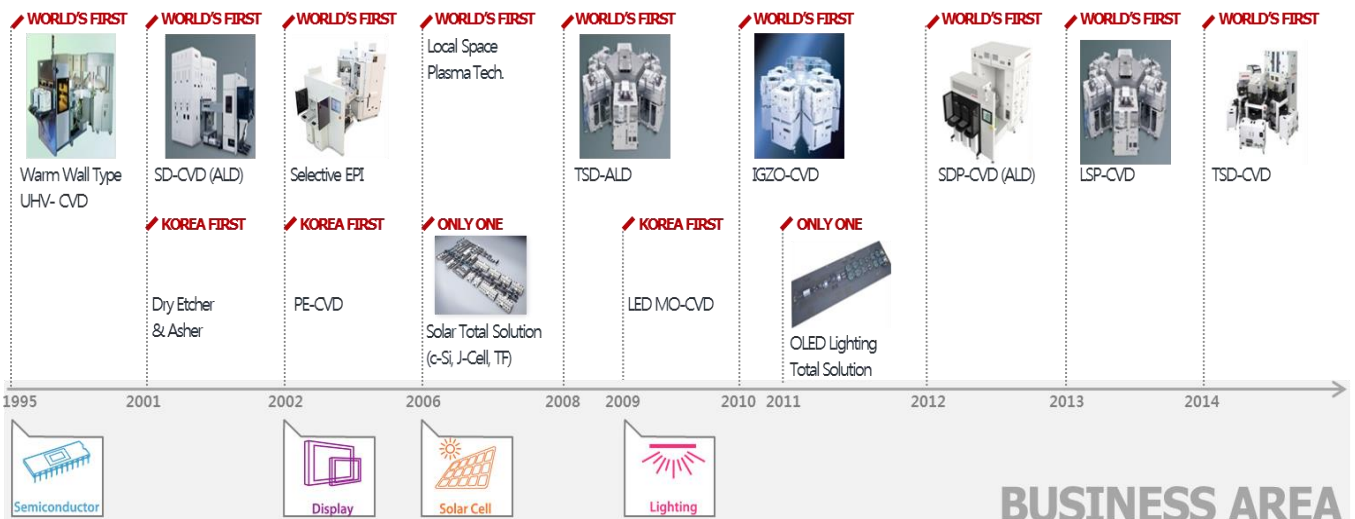 WORLD'S FIRST
WORLD'S FIRST
WORLD'S FIRST
WORLD'S FIRST
WORLD'S FIRST
WORLD'S FIRST
WORLD'S FIRST
WORLD'S FIRST
WORLD'S FIRST
Local Space
Plasma Tech.
Warm Wall Type
UHV- CVD
SD-CVD (ALD)
Selective EPI
TSD-ALD
IGZO-CVD
SDP-CVD (ALD)
LSP-CVD
TSD-CVD
KOREA FIRST
KOREA FIRST
ONLY ONE
KOREA FIRST
ONLY ONE
Dry Etcher
& Asher
PE-CVD
Solar Total Solution
(c-Si, J-Cell, TF)
LED MO-CVD
OLED Lighting
Total Solution
1995
2001
2002
2006
2008
2009
2010
2011
2012
2013
2014
Semiconductor
Display
Solar Cell
Lighting
BUSINESS AREA